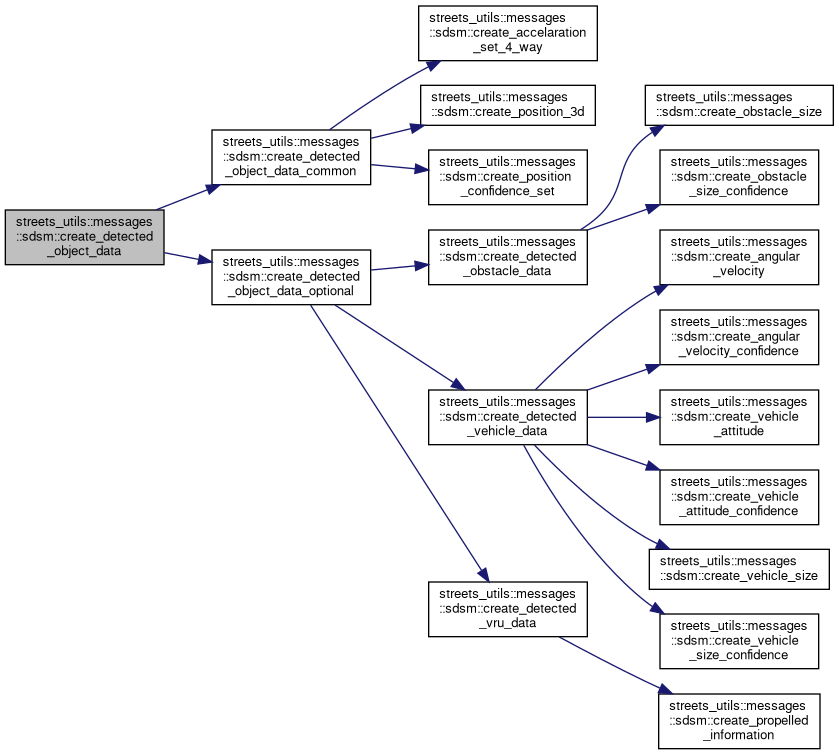 streets_utils::messages
::sdsm::create_detected
_object_data
streets_utils::messages
::sdsm::create_detected
_object_data_common
streets_utils::messages
::sdsm::create_detected
_object_data_optional
streets_utils::messages
::sdsm::create_accelaration
_set_4_way
streets_utils::messages
::sdsm::create_position_3d
streets_utils::messages
::sdsm::create_position
_confidence_set
streets_utils::messages
::sdsm::create_detected
_obstacle_data
streets_utils::messages
::sdsm::create_detected
_vehicle_data
streets_utils::messages
::sdsm::create_detected
_vru_data
streets_utils::messages
::sdsm::create_obstacle_size
streets_utils::messages
::sdsm::create_obstacle
_size_confidence
streets_utils::messages
::sdsm::create_angular
_velocity
streets_utils::messages
::sdsm::create_angular
_velocity_confidence
streets_utils::messages
::sdsm::create_vehicle
_attitude
streets_utils::messages
::sdsm::create_vehicle
_attitude_confidence
streets_utils::messages
::sdsm::create_vehicle_size
streets_utils::messages
::sdsm::create_vehicle
_size_confidence
streets_utils::messages
::sdsm::create_propelled
_information